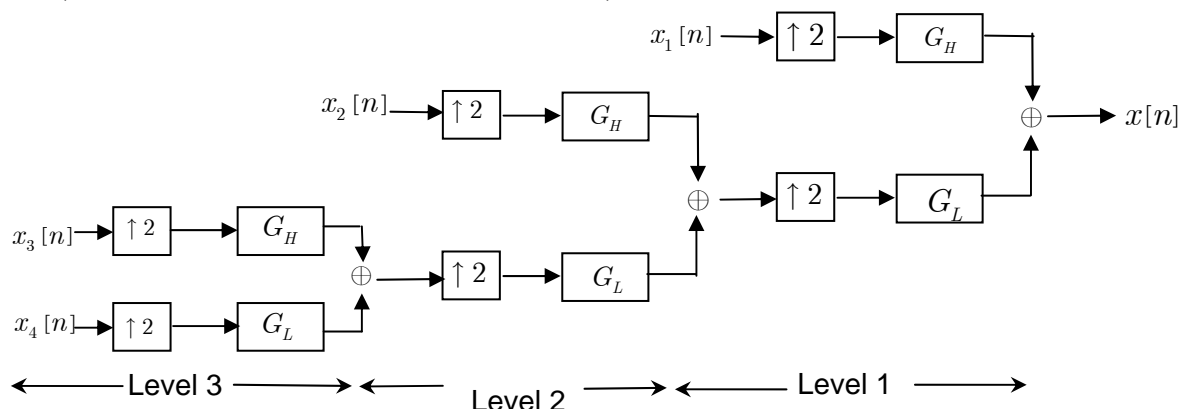 x₁[n] ↑ 2 G_H
x₂[n] ↑ 2 G_H ⊕ x[n]
⊕ ↑ 2 G_L
x₃[n] ↑ 2 G_H
⊕ ↑ 2 G_L
x₄[n] ↑ 2 G_L
Level 3 Level 2 Level 1